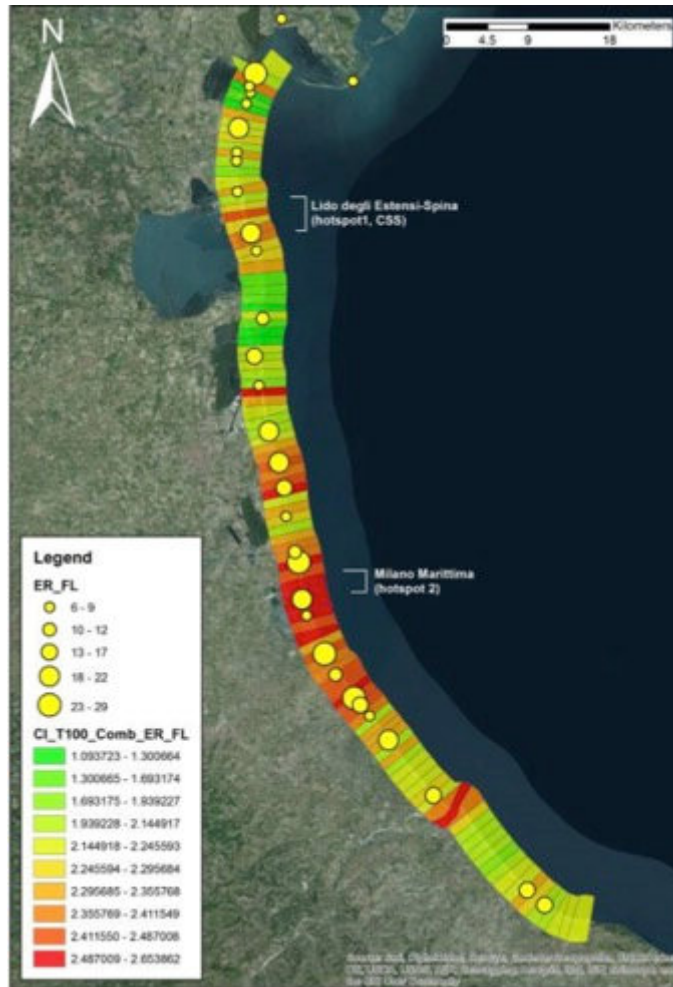 N
Kilometers
0 4.5 9 18
Lido degli Estensi-Spina
(hotspot1, CSS)
Milano Marittima
(hotspot 2)
Legend
ER_FL
6 - 9
10 - 12
13 - 17
18 - 22
23 - 29
CI_T100_Comb_ER_FL
1.093723 - 1.300664
1.300665 - 1.693174
1.693175 - 1.939227
1.939228 - 2.144917
2.144918 - 2.245593
2.245594 - 2.295684
2.295685 - 2.355768
2.355769 - 2.411549
2.411550 - 2.487008
2.487009 - 2.653862